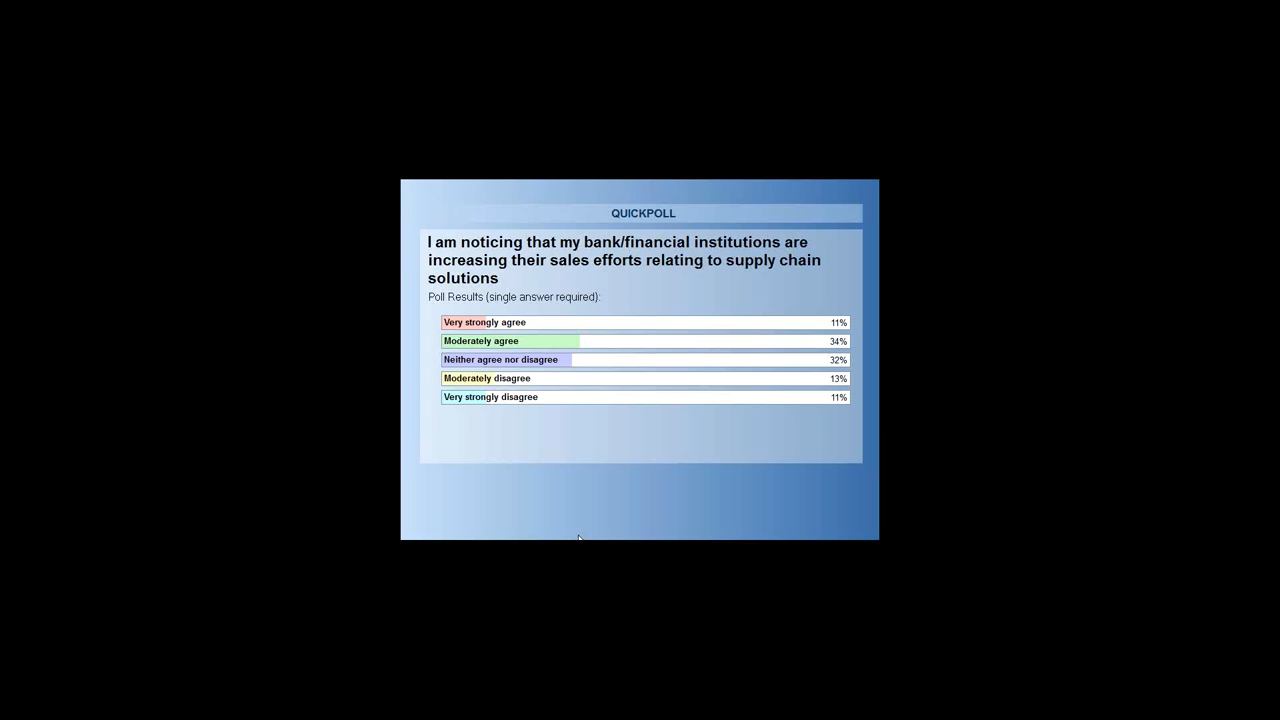 QUICKPOLL
I am noticing that my bank/financial institutions are
increasing their sales efforts relating to supply chain
solutions
Poll Results (single answer required):
Very strongly agree 11%
Moderately agree 34%
Neither agree nor disagree 32%
Moderately disagree 13%
Very strongly disagree 11%